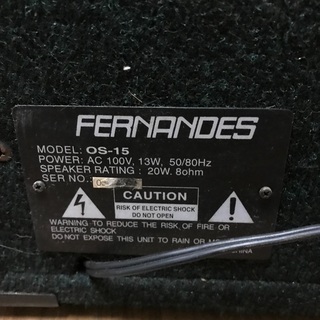 FERNANDES
MODEL: OS-15
POWER: AC 100V, 13W, 50/80Hz
SPEAKER RATING : 20W. 8ohm
SER NO.:
CAUTION
RISK OF ELECTRIC SHOCK
DO NOT OPEN
WARNING: TO REDUCE THE RISK OF FIRE OR
ELECTRIC SHOCK
DO NOT EXPOSE THIS UNIT TO RAIN OR